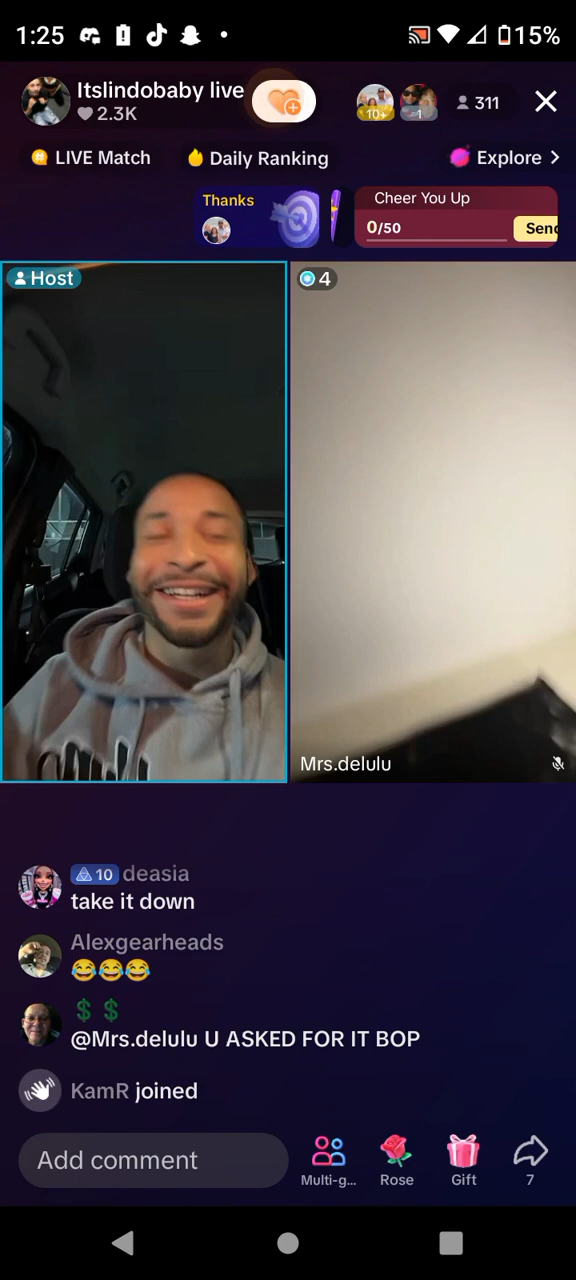 1:25
15%
Itslindobaby live
2.3K
10+
1
311
LIVE Match
Daily Ranking
Explore
Thanks
Cheer You Up
0/50
Send
Host
4
Mrs.delulu
10 deasia
take it down
Alexgearheads
😂😂😂
💲💲
@Mrs.delulu U ASKED FOR IT BOP
KamR joined
Add comment
Multi-g...
Rose
Gift
7